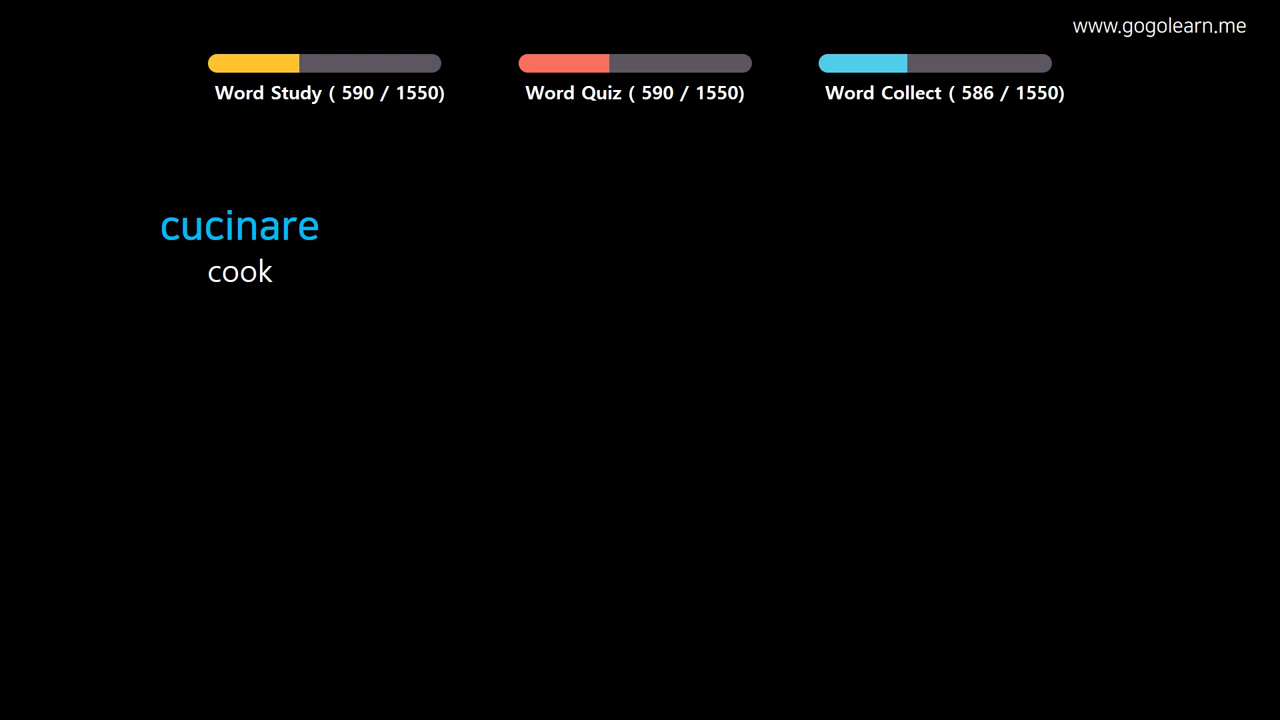 www.gogolearn.me
Word Study ( 590 / 1550)
Word Quiz ( 590 / 1550)
Word Collect ( 586 / 1550)
cucinare
cook